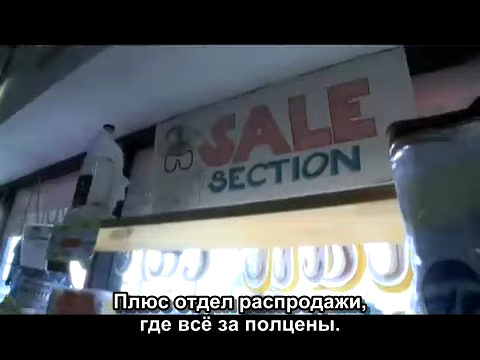 SALE
SECTION
Плюс отдел распродажи,
где всё за полцены.